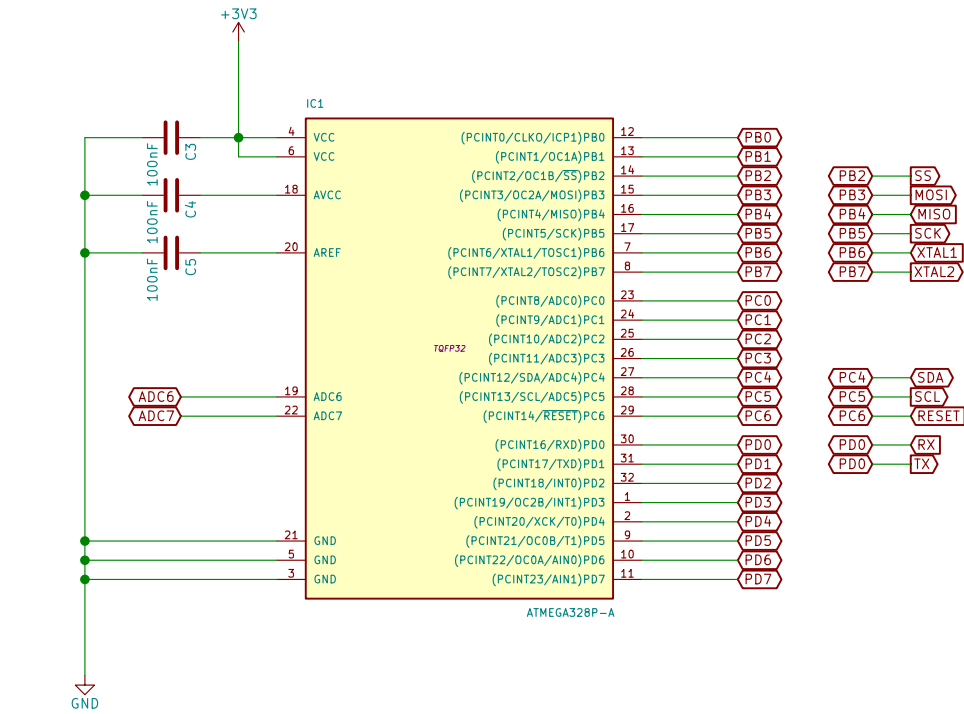 +3V3
IC1
4 VCC (PCINT0/CLKO/ICP1)PB0 12 PB0
6 VCC (PCINT1/OC1A)PB1 13 PB1
100nF C3
(PCINT2/OC1B/SS)PB2 14 PB2 PB2 SS
18 AVCC (PCINT3/OC2A/MOSI)PB3 15 PB3 PB3 MOSI
100nF C4
(PCINT4/MISO)PB4 16 PB4 PB4 MISO
(PCINT5/SCK)PB5 17 PB5 PB5 SCK
20 AREF (PCINT6/XTAL1/TOSC1)PB6 7 PB6 PB6 XTAL1
100nF C5
(PCINT7/XTAL2/TOSC2)PB7 8 PB7 PB7 XTAL2
(PCINT8/ADC0)PC0 23 PC0
(PCINT9/ADC1)PC1 24 PC1
(PCINT10/ADC2)PC2 25 PC2
TQFP32
(PCINT11/ADC3)PC3 26 PC3
(PCINT12/SDA/ADC4)PC4 27 PC4 PC4 SDA
ADC6 19 ADC6 (PCINT13/SCL/ADC5)PC5 28 PC5 PC5 SCL
ADC7 22 ADC7 (PCINT14/RESET)PC6 29 PC6 PC6 RESET
(PCINT16/RXD)PD0 30 PD0 PD0 RX
(PCINT17/TXD)PD1 31 PD1 PD0 TX
(PCINT18/INT0)PD2 32 PD2
(PCINT19/OC2B/INT1)PD3 1 PD3
(PCINT20/XCK/T0)PD4 2 PD4
21 GND (PCINT21/OC0B/T1)PD5 9 PD5
5 GND (PCINT22/OC0A/AIN0)PD6 10 PD6
3 GND (PCINT23/AIN1)PD7 11 PD7
ATMEGA328P-A
GND